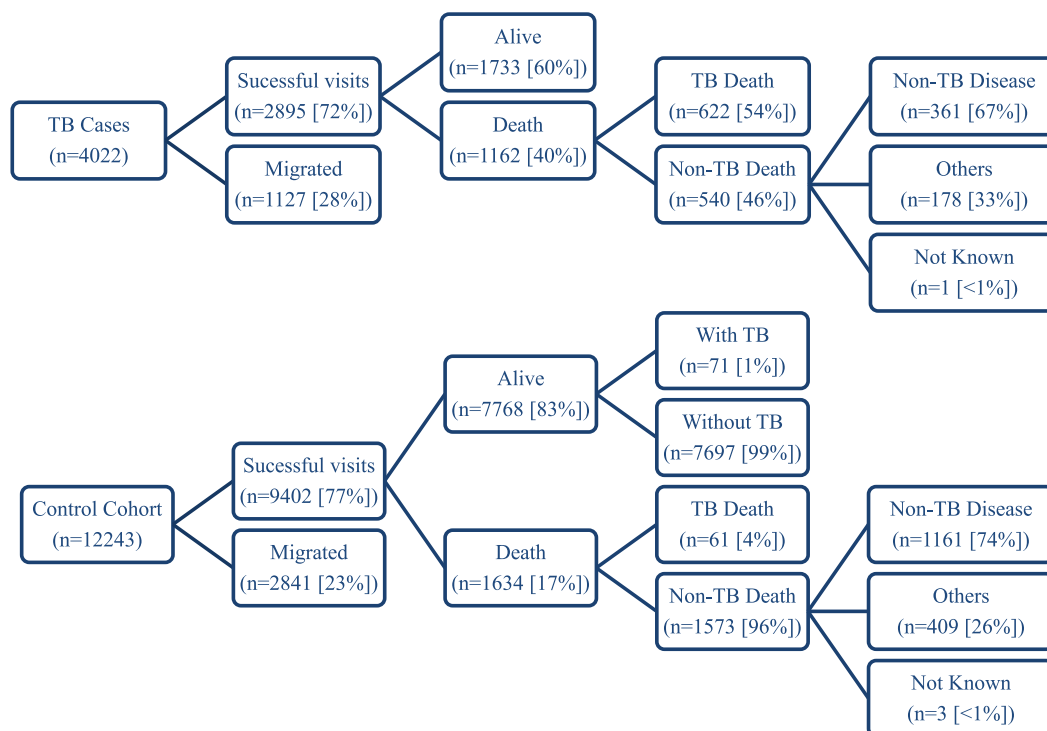 TB Cases
(n=4022)
Sucessful visits
(n=2895 [72%])
Migrated
(n=1127 [28%])
Alive
(n=1733 [60%])
Death
(n=1162 [40%])
TB Death
(n=622 [54%])
Non-TB Death
(n=540 [46%])
Non-TB Disease
(n=361 [67%])
Others
(n=178 [33%])
Not Known
(n=1 [<1%])
Control Cohort
(n=12243)
Sucessful visits
(n=9402 [77%])
Migrated
(n=2841 [23%])
Alive
(n=7768 [83%])
Death
(n=1634 [17%])
With TB
(n=71 [1%])
Without TB
(n=7697 [99%])
TB Death
(n=61 [4%])
Non-TB Death
(n=1573 [96%])
Non-TB Disease
(n=1161 [74%])
Others
(n=409 [26%])
Not Known
(n=3 [<1%])